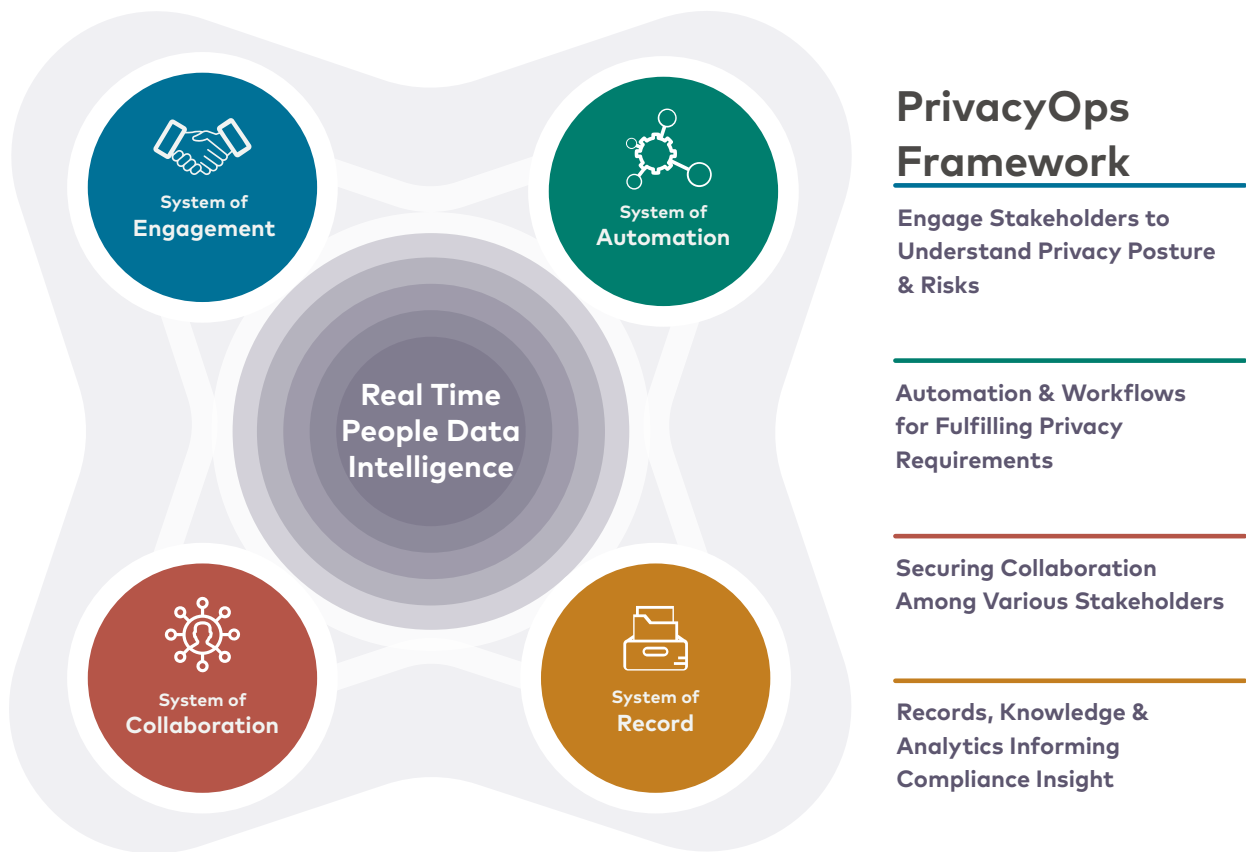 System of
Engagement
System of
Automation
Real Time
People Data
Intelligence
System of
Collaboration
System of
Record
PrivacyOps
Framework
Engage Stakeholders to
Understand Privacy Posture
& Risks
Automation & Workflows
for Fulfilling Privacy
Requirements
Securing Collaboration
Among Various Stakeholders
Records, Knowledge &
Analytics Informing
Compliance Insight